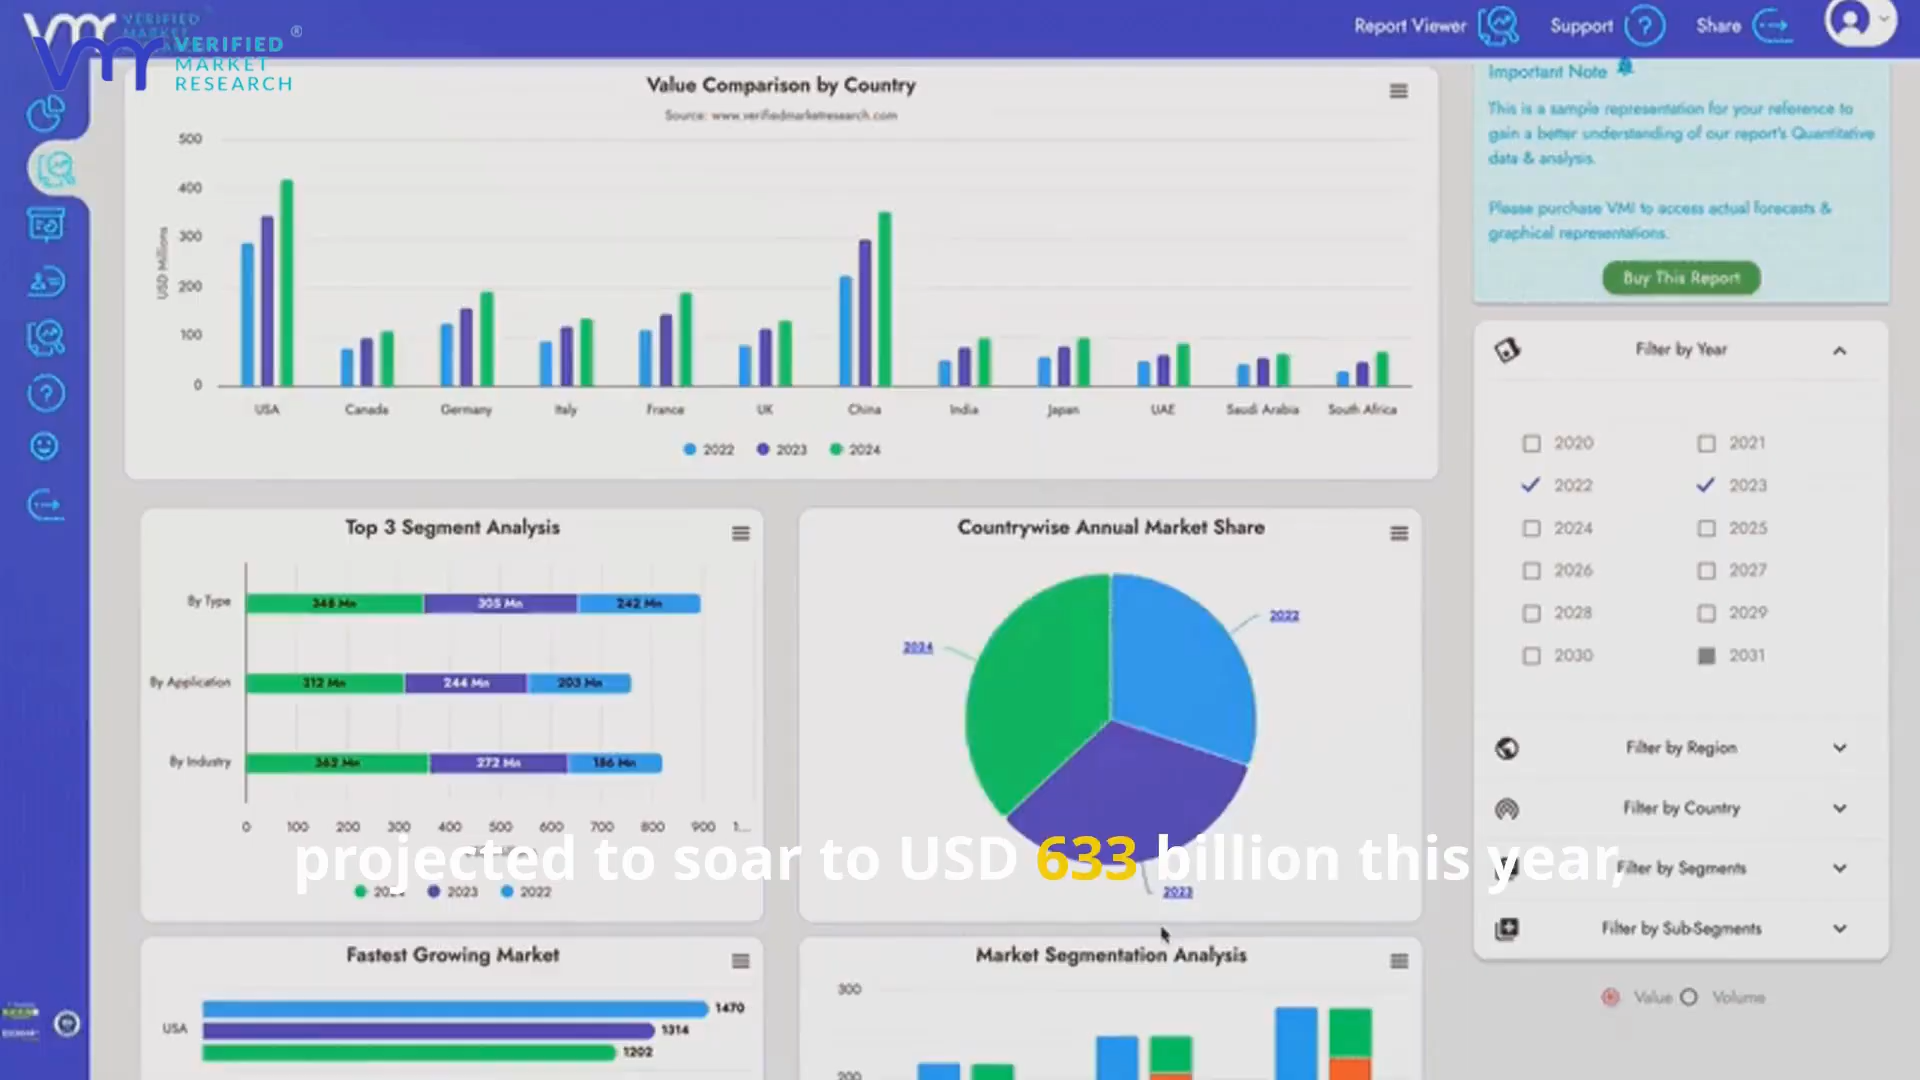 VERIFIED
MARKET
VERIFIED
MARKET
RESEARCH
®
Report Viewer
Support
Share
Value Comparison by Country
Source: www.verifiedmarketresearch.com
500
400
300
200
100
0
USD Millions
USA
Canada
Germany
Italy
France
UK
China
India
Japan
UAE
Saudi Arabia
South Africa
2022
2023
2024
Important Note
This is a sample representation for your reference to
gain a better understanding of our report's Quantitative
data & analysis.
Please purchase VMI to access actual forecasts &
graphical representations.
Buy This Report
Filter by Year
2020
2021
2022
2023
2024
2025
2026
2027
2028
2029
2030
2031
Filter by Region
Filter by Country
Filter by Segments
Filter by Sub-Segments
Value
Volume
Top 3 Segment Analysis
By Type
348 Mn
305 Mn
242 Mn
By Application
312 Mn
244 Mn
203 Mn
By Industry
362 Mn
272 Mn
186 Mn
0
100
200
300
400
500
600
700
800
900
1...
2023
2022
Countrywise Annual Market Share
2022
2024
2023
projected to soar to USD 633 billion this year,
Fastest Growing Market
USA
1470
1314
1202
Market Segmentation Analysis
300
200